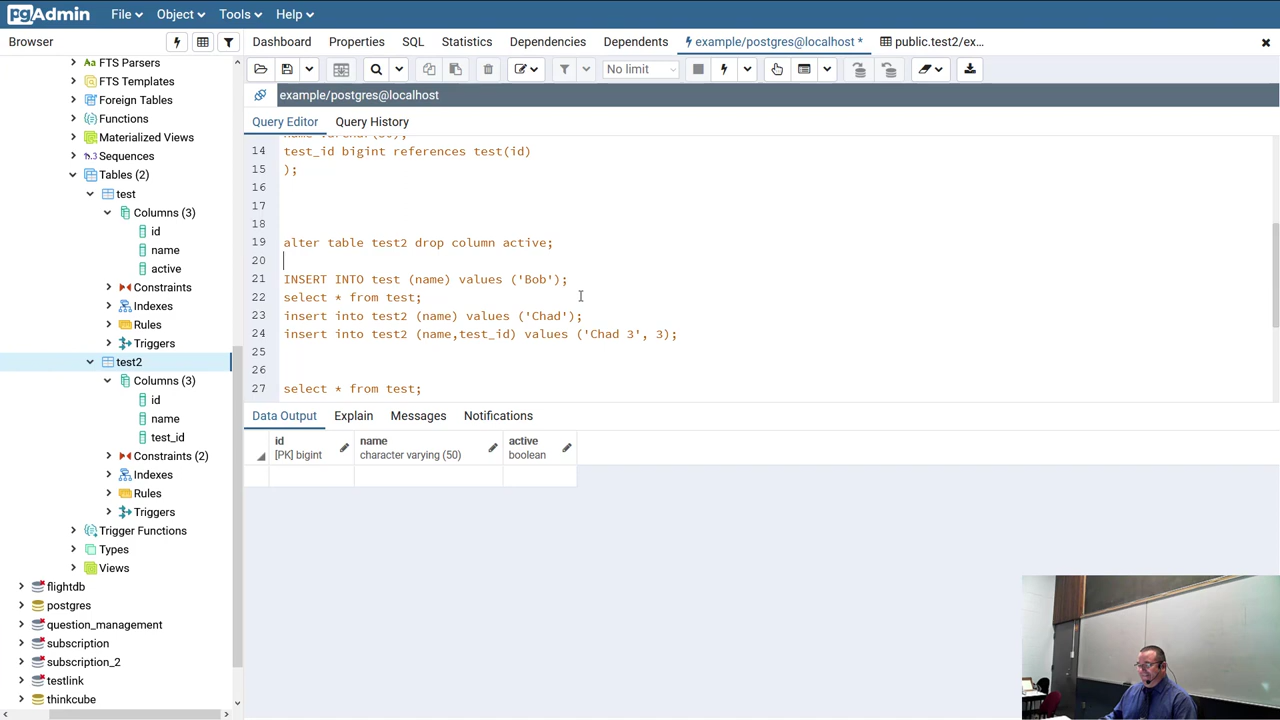 pgAdmin File Object Tools Help
Browser Dashboard Properties SQL Statistics Dependencies Dependents example/postgres@localhost * public.test2/ex...
FTS Parsers
FTS Templates
Foreign Tables
Functions
Materialized Views
Sequences
Tables (2)
test
Columns (3)
id
name
active
Constraints
Indexes
Rules
Triggers
test2
Columns (3)
id
name
test_id
Constraints (2)
Indexes
Rules
Triggers
Trigger Functions
Types
Views
flightdb
postgres
question_management
subscription
subscription_2
testlink
thinkcube
No limit
example/postgres@localhost
Query Editor Query History
name varchar(50),
14 test_id bigint references test(id)
15 );
16
17
18
19 alter table test2 drop column active;
20
21 INSERT INTO test (name) values ('Bob');
22 select * from test;
23 insert into test2 (name) values ('Chad');
24 insert into test2 (name,test_id) values ('Chad 3', 3);
25
26
27 select * from test;
Data Output Explain Messages Notifications
id name active
[PK] bigint character varying (50) boolean